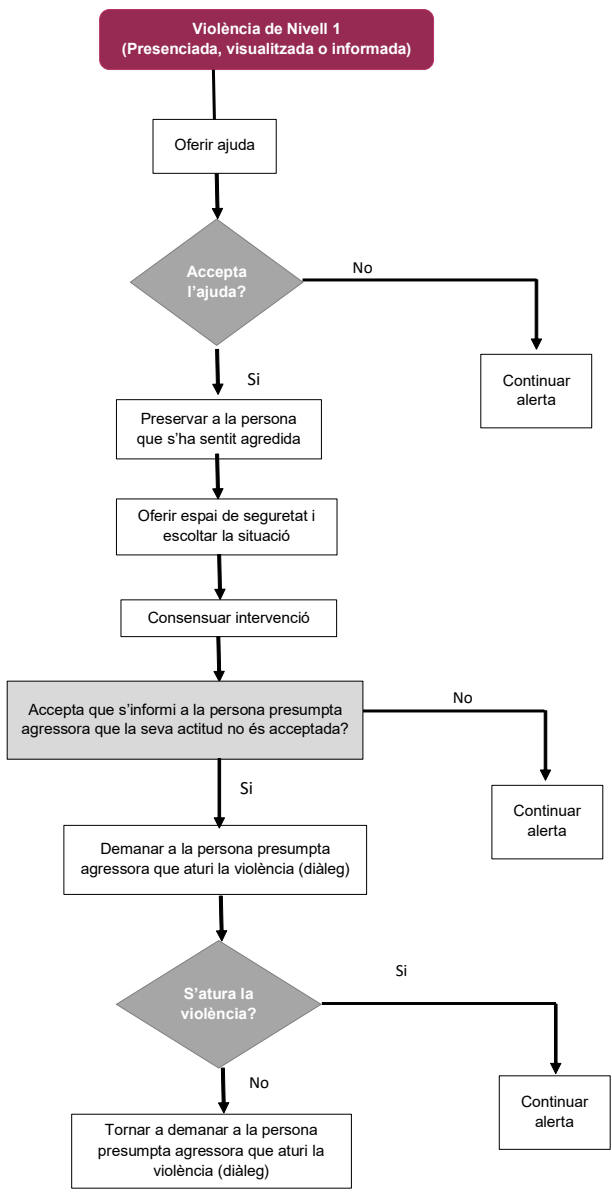 Violència de Nivell 1
(Presenciada, visualitzada o informada)
Oferir ajuda
Accepta
l’ajuda?
No
Continuar
alerta
Si
Preservar a la persona
que s’ha sentit agredida
Oferir espai de seguretat i
escoltar la situació
Consensuar intervenció
Accepta que s’informi a la persona presumpta
agressora que la seva actitud no és acceptada?
No
Continuar
alerta
Si
Demanar a la persona presumpta
agressora que aturi la violència (diàleg)
S’atura la
violència?
Si
Continuar
alerta
No
Tornar a demanar a la persona
presumpta agressora que aturi la
violència (diàleg)